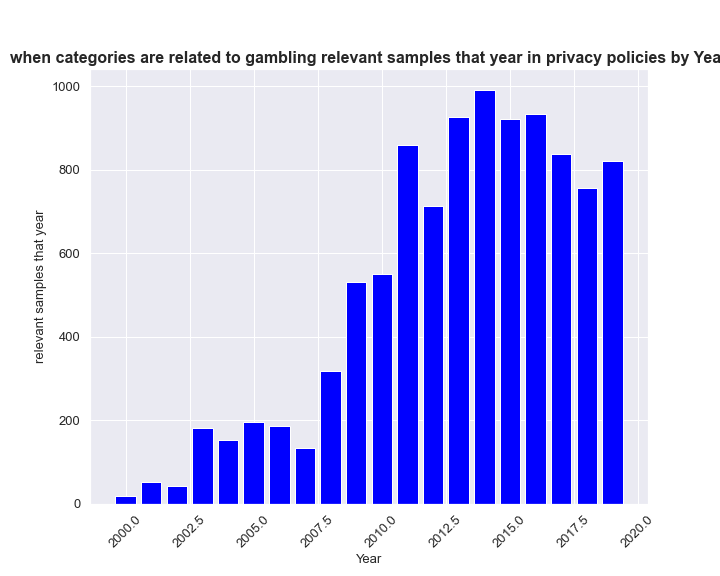 when categories are related to gambling relevant samples that year in privacy policies by Yea
1000
800
600
400
200
0
relevant samples that year
2000.0 2002.5 2005.0 2007.5 2010.0 2012.5 2015.0 2017.5 2020.0
Year